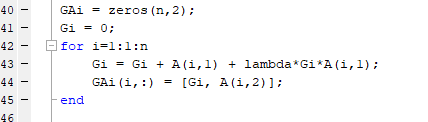 40 - GAi = zeros(n,2);
41 - Gi = 0;
42 - for i=1:1:n
43 - Gi = Gi + A(i,1) + lambda*Gi*A(i,1);
44 - GAi(i,:) = [Gi, A(i,2)];
45 - end
46